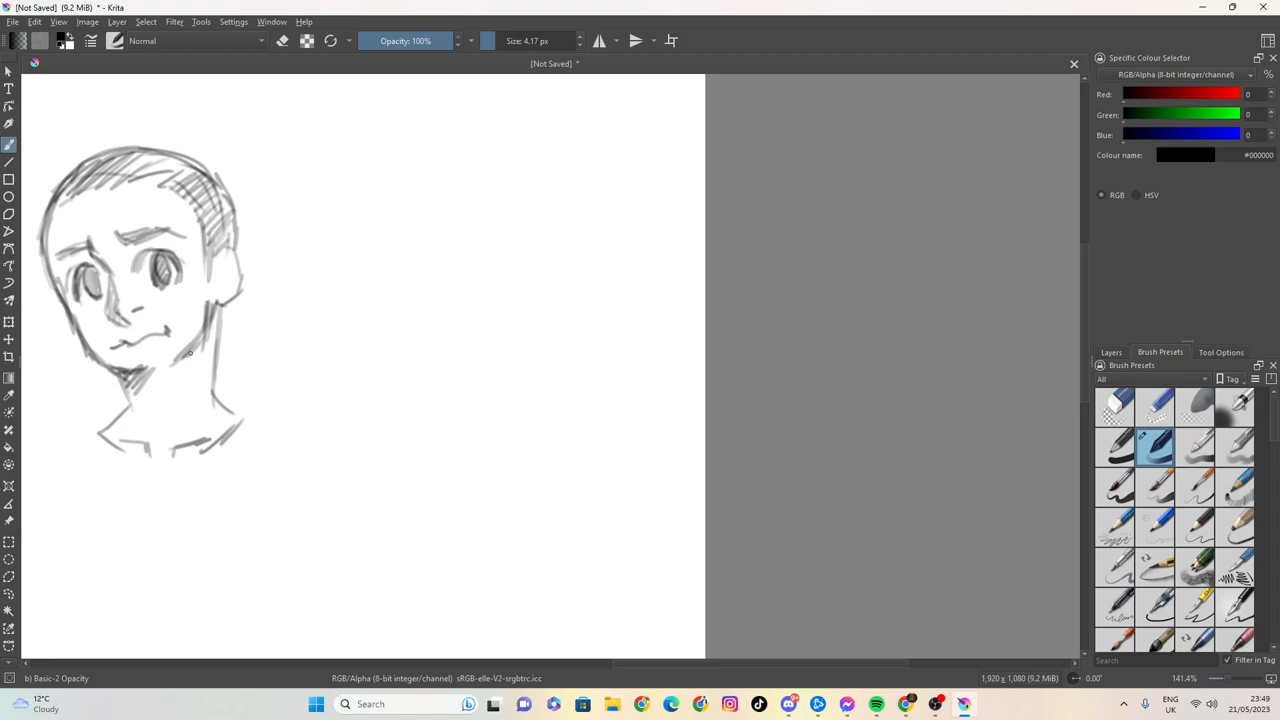 [Not Saved] (9.2 MiB) * - Krita
File Edit View Image Layer Select Filter Tools Settings Window Help
Normal Opacity: 100% Size: 4.17 px
[Not Saved] *
Specific Colour Selector
RGB/Alpha (8-bit integer/channel) %
Red: 0
Green: 0
Blue: 0
Colour name: #000000
RGB HSV
Layers Brush Presets Tool Options
Brush Presets
All Tag
Search Filter in Tag
b) Basic-2 Opacity RGB/Alpha (8-bit integer/channel) sRGB-elle-V2-srgbtrc.icc 1,920 x 1,080 (9.2 MiB) 0.00° 141.4%
12°C
Cloudy
Search
ENG
UK
23:49
21/05/2023